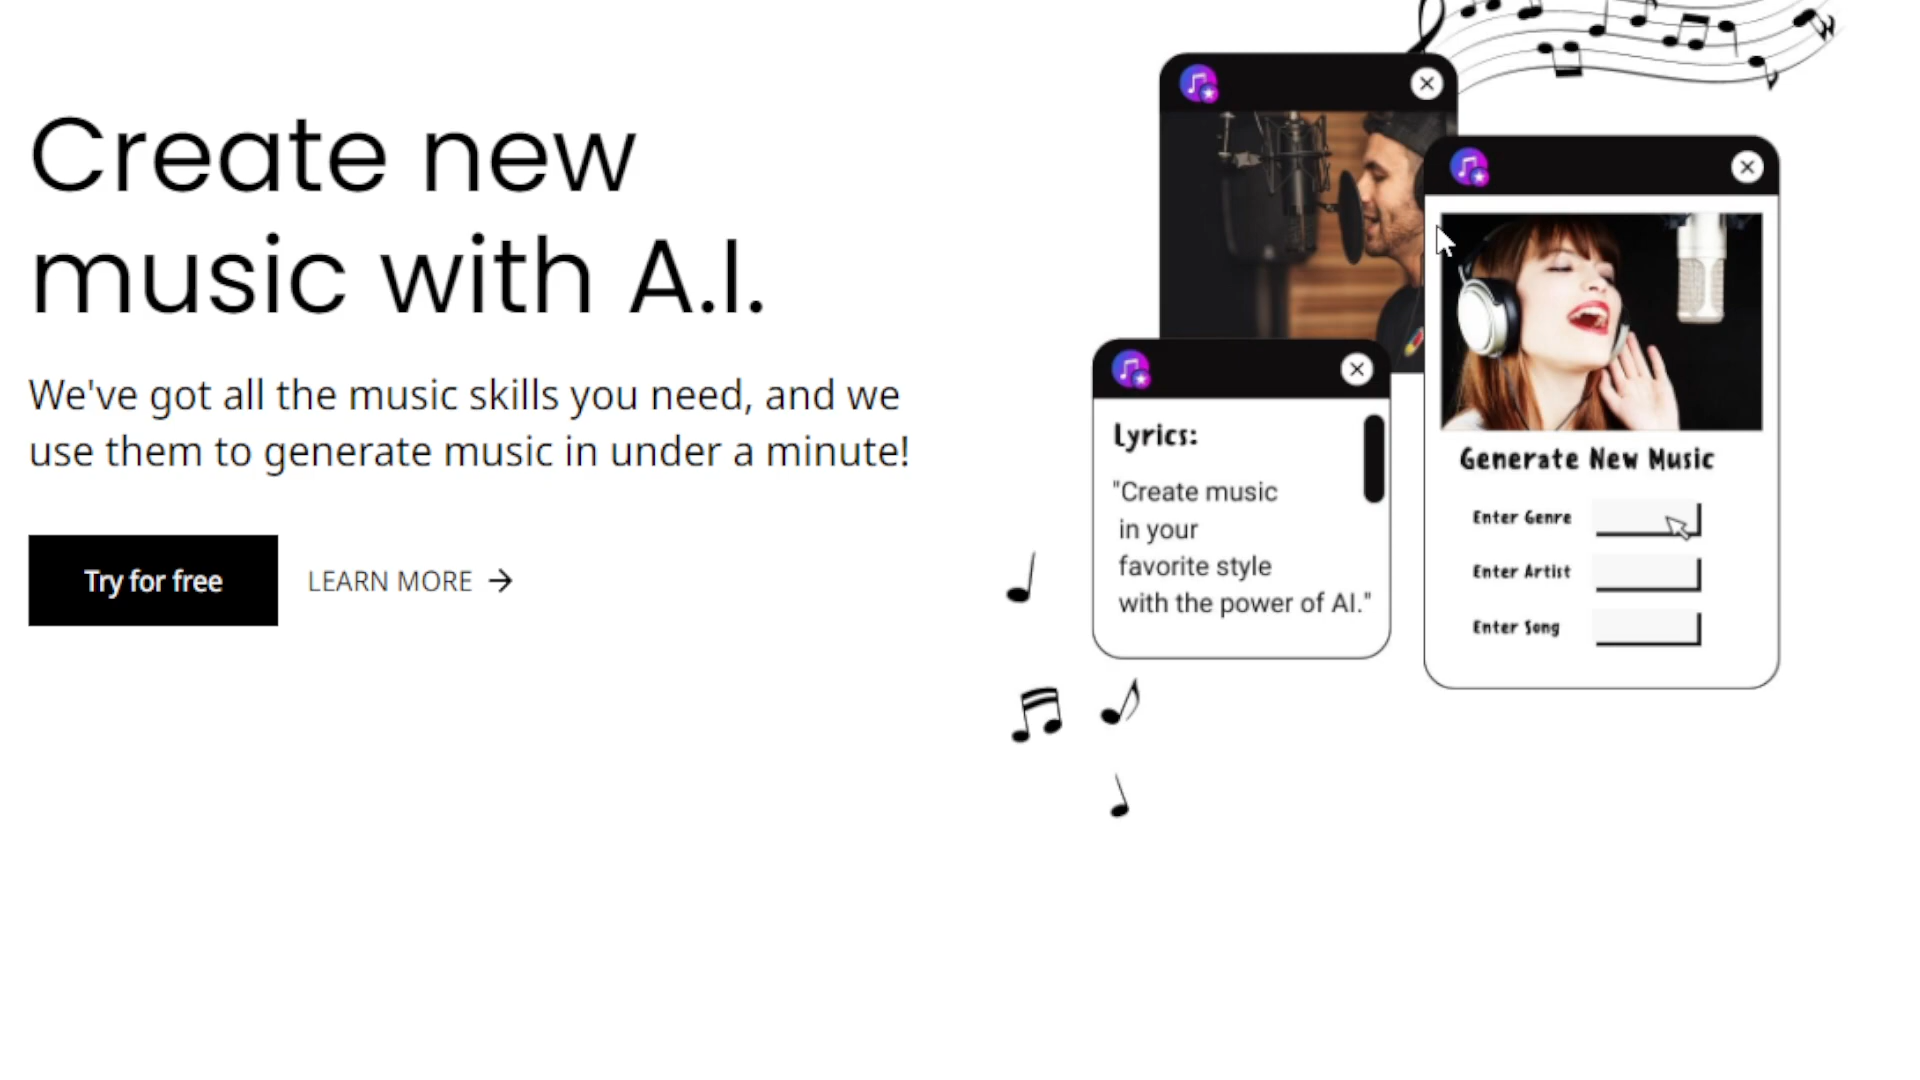 Create new
music with A.I.
We've got all the music skills you need, and we
use them to generate music in under a minute!
Try for free
LEARN MORE →
Lyrics:
"Create music
in your
favorite style
with the power of AI."
Generate New Music
Enter Genre
Enter Artist
Enter Song